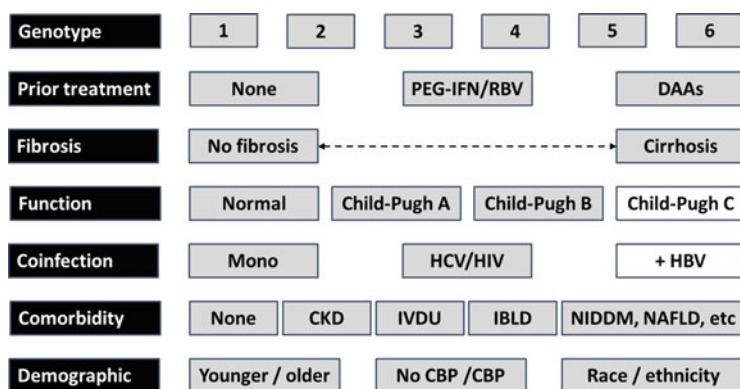 Genotype 1 2 3 4 5 6
Prior treatment None PEG-IFN/RBV DAAs
Fibrosis No fibrosis Cirrhosis
Function Normal Child-Pugh A Child-Pugh B Child-Pugh C
Coinfection Mono HCV/HIV + HBV
Comorbidity None CKD IVDU IBLD NIDDM, NAFLD, etc
Demographic Younger / older No CBP /CBP Race / ethnicity